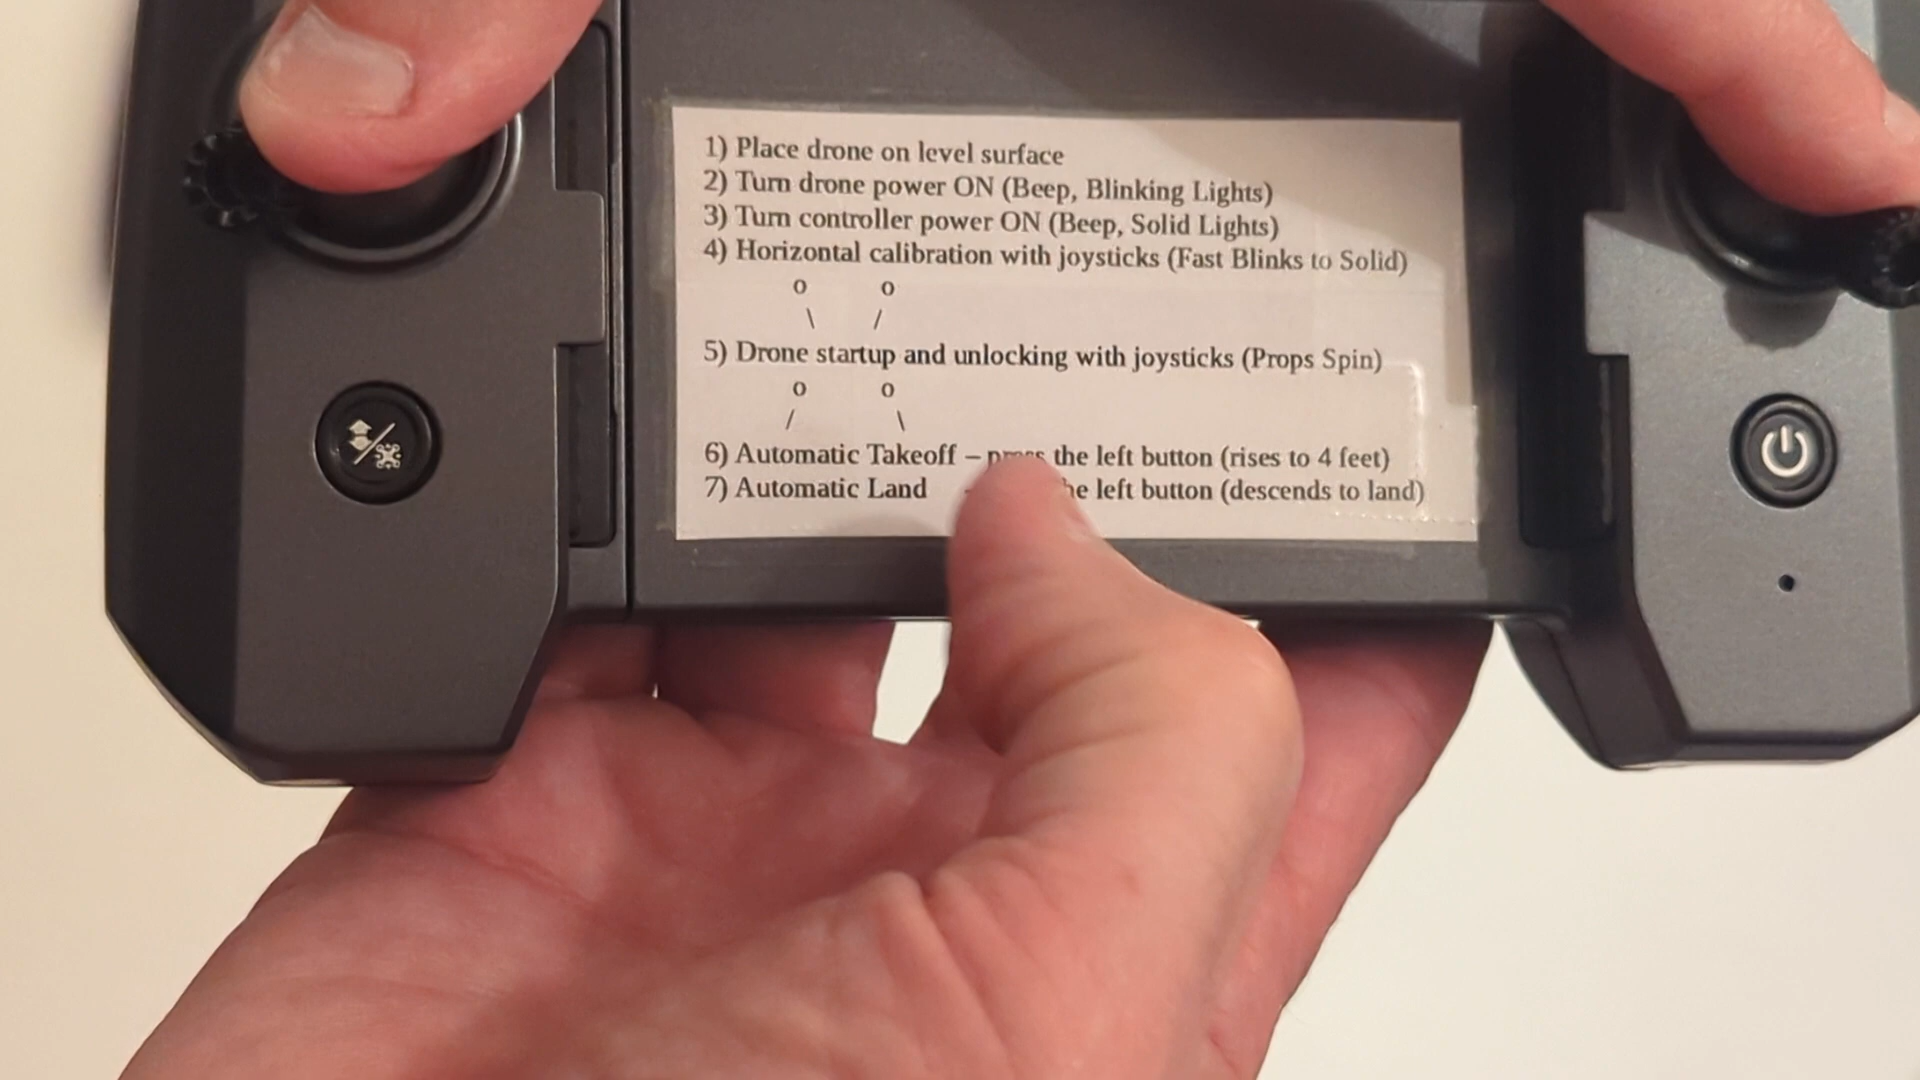 1) Place drone on level surface
2) Turn drone power ON (Beep, Blinking Lights)
3) Turn controller power ON (Beep, Solid Lights)
4) Horizontal calibration with joysticks (Fast Blinks to Solid)
o o
\ /
5) Drone startup and unlocking with joysticks (Props Spin)
o o
/ \
6) Automatic Takeoff – press the left button (rises to 4 feet)
7) Automatic Land – he left button (descends to land)